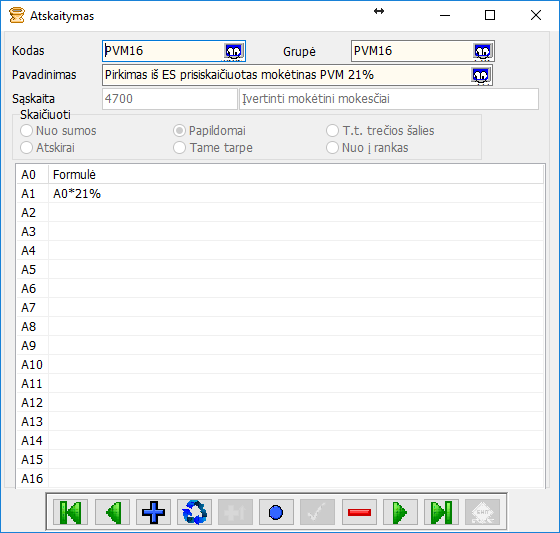 Atskaitymas
Kodas PVM16 Grupė PVM16
Pavadinimas Pirkimas iš ES prisiskaičiuotas mokėtinas PVM 21%
Sąskaita 4700 Įvertinti mokėtini mokesčiai
Skaičiuoti
Nuo sumos Papildomai T.t. trečios šalies
Atskirai Tame tarpe Nuo į rankas
A0 Formulė
A1 A0*21%
A2
A3
A4
A5
A6
A7
A8
A9
A10
A11
A12
A13
A14
A15
A16